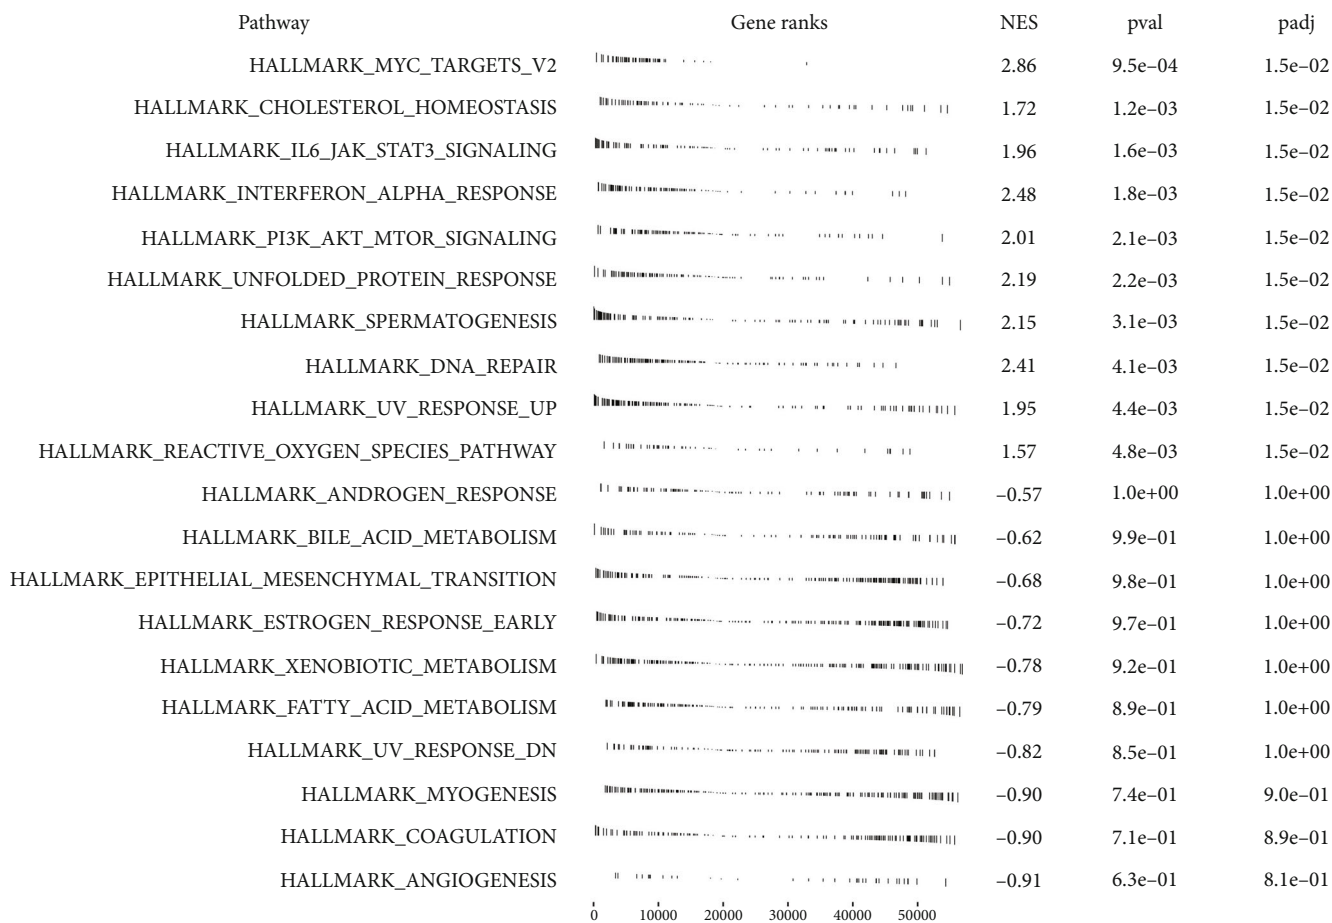 Pathway Gene ranks NES pval padj
HALLMARK_MYC_TARGETS_V2 2.86 9.5e–04 1.5e–02
HALLMARK_CHOLESTEROL_HOMEOSTASIS 1.72 1.2e–03 1.5e–02
HALLMARK_IL6_JAK_STAT3_SIGNALING 1.96 1.6e–03 1.5e–02
HALLMARK_INTERFERON_ALPHA_RESPONSE 2.48 1.8e–03 1.5e–02
HALLMARK_PI3K_AKT_MTOR_SIGNALING 2.01 2.1e–03 1.5e–02
HALLMARK_UNFOLDED_PROTEIN_RESPONSE 2.19 2.2e–03 1.5e–02
HALLMARK_SPERMATOGENESIS 2.15 3.1e–03 1.5e–02
HALLMARK_DNA_REPAIR 2.41 4.1e–03 1.5e–02
HALLMARK_UV_RESPONSE_UP 1.95 4.4e–03 1.5e–02
HALLMARK_REACTIVE_OXYGEN_SPECIES_PATHWAY 1.57 4.8e–03 1.5e–02
HALLMARK_ANDROGEN_RESPONSE –0.57 1.0e+00 1.0e+00
HALLMARK_BILE_ACID_METABOLISM –0.62 9.9e–01 1.0e+00
HALLMARK_EPITHELIAL_MESENCHYMAL_TRANSITION –0.68 9.8e–01 1.0e+00
HALLMARK_ESTROGEN_RESPONSE_EARLY –0.72 9.7e–01 1.0e+00
HALLMARK_XENOBIOTIC_METABOLISM –0.78 9.2e–01 1.0e+00
HALLMARK_FATTY_ACID_METABOLISM –0.79 8.9e–01 1.0e+00
HALLMARK_UV_RESPONSE_DN –0.82 8.5e–01 1.0e+00
HALLMARK_MYOGENESIS –0.90 7.4e–01 9.0e–01
HALLMARK_COAGULATION –0.90 7.1e–01 8.9e–01
HALLMARK_ANGIOGENESIS –0.91 6.3e–01 8.1e–01
0 10000 20000 30000 40000 50000